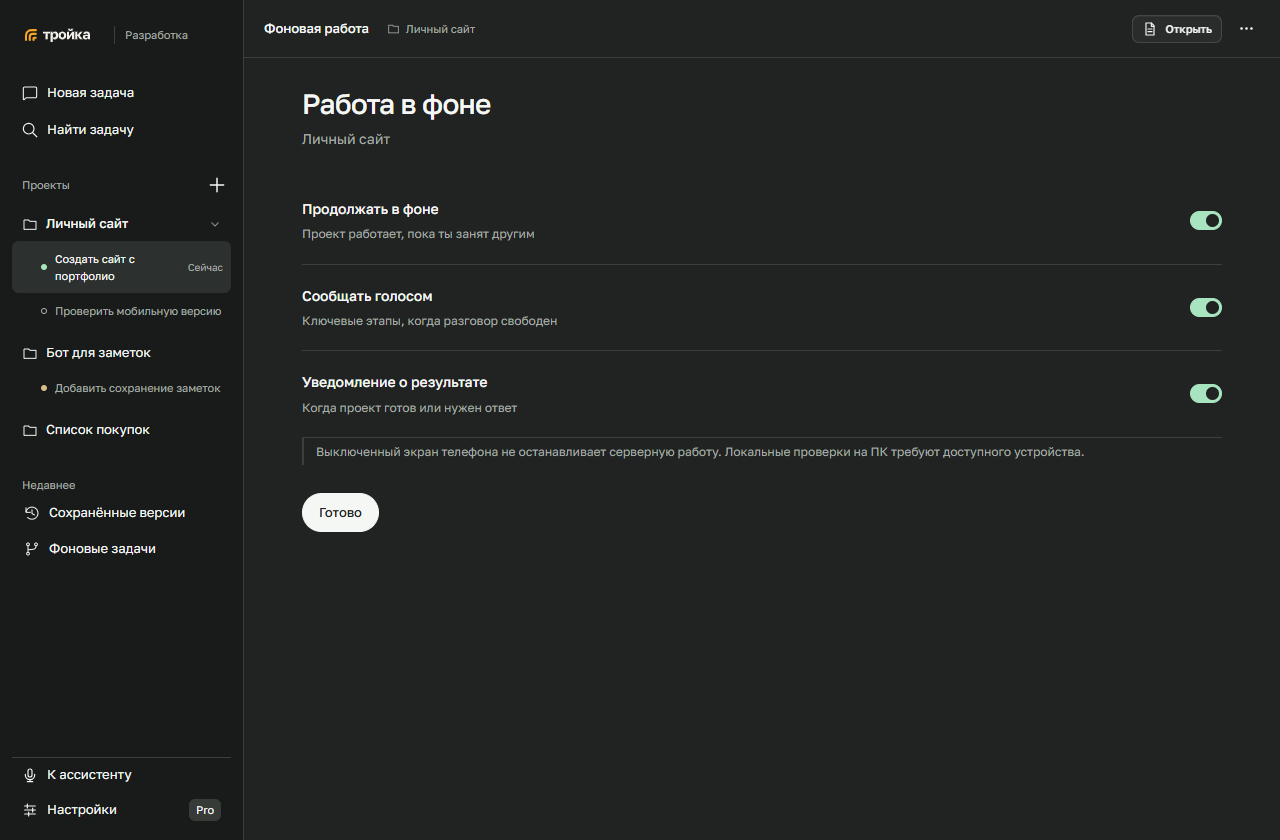 тройка
Разработка
Новая задача
Найти задачу
Проекты
Личный сайт
Создать сайт с
портфолио
Сейчас
Проверить мобильную версию
Бот для заметок
Добавить сохранение заметок
Список покупок
Недавнее
Сохранённые версии
Фоновые задачи
К ассистенту
Настройки
Pro
Фоновая работа
Личный сайт
Открыть
Работа в фоне
Личный сайт
Продолжать в фоне
Проект работает, пока ты занят другим
Сообщать голосом
Ключевые этапы, когда разговор свободен
Уведомление о результате
Когда проект готов или нужен ответ
Выключенный экран телефона не останавливает серверную работу. Локальные проверки на ПК требуют доступного устройства.
Готово